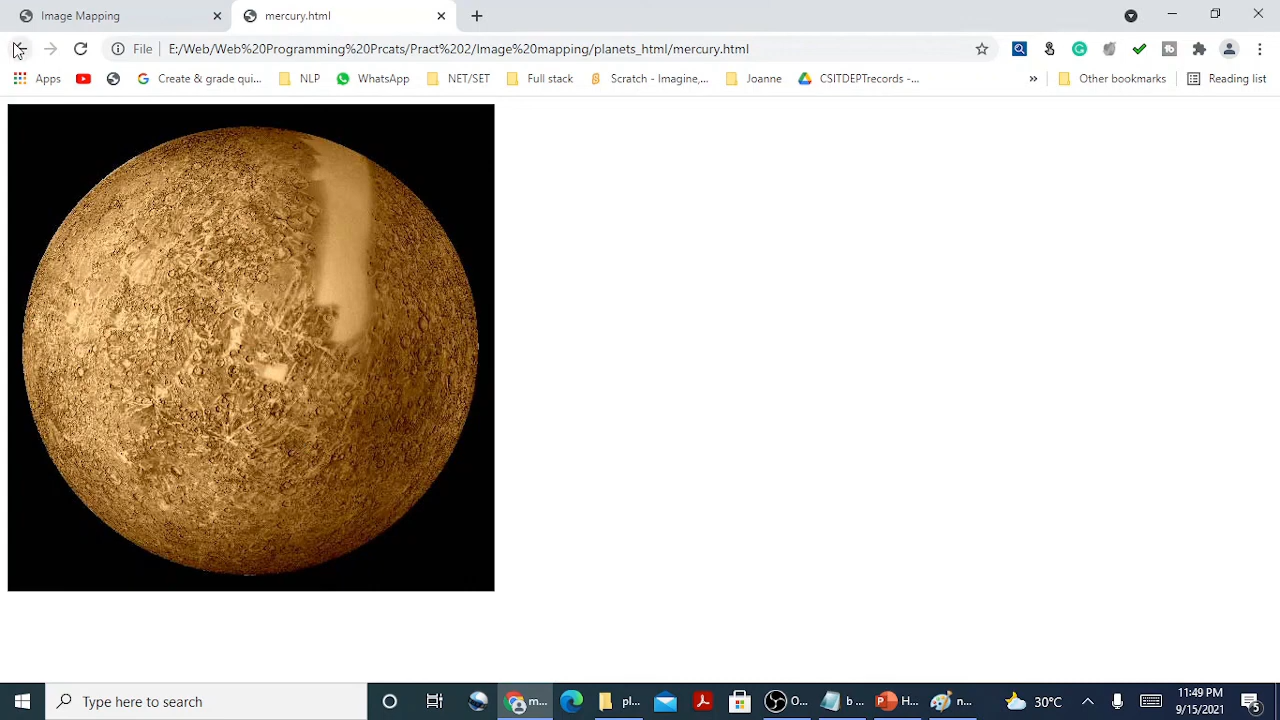 Image Mapping
mercury.html
File
E:/Web/Web%20Programming%20Prcats/Pract%202/Image%20mapping/planets_html/mercury.html
Apps
Create & grade qui...
NLP
WhatsApp
NET/SET
Full stack
Scratch - Imagine,...
Joanne
CSITDEPTrecords -...
»
Other bookmarks
Reading list
Type here to search
m...
pl...
O...
b ...
H...
n...
30°C
11:49 PM
9/15/2021
5